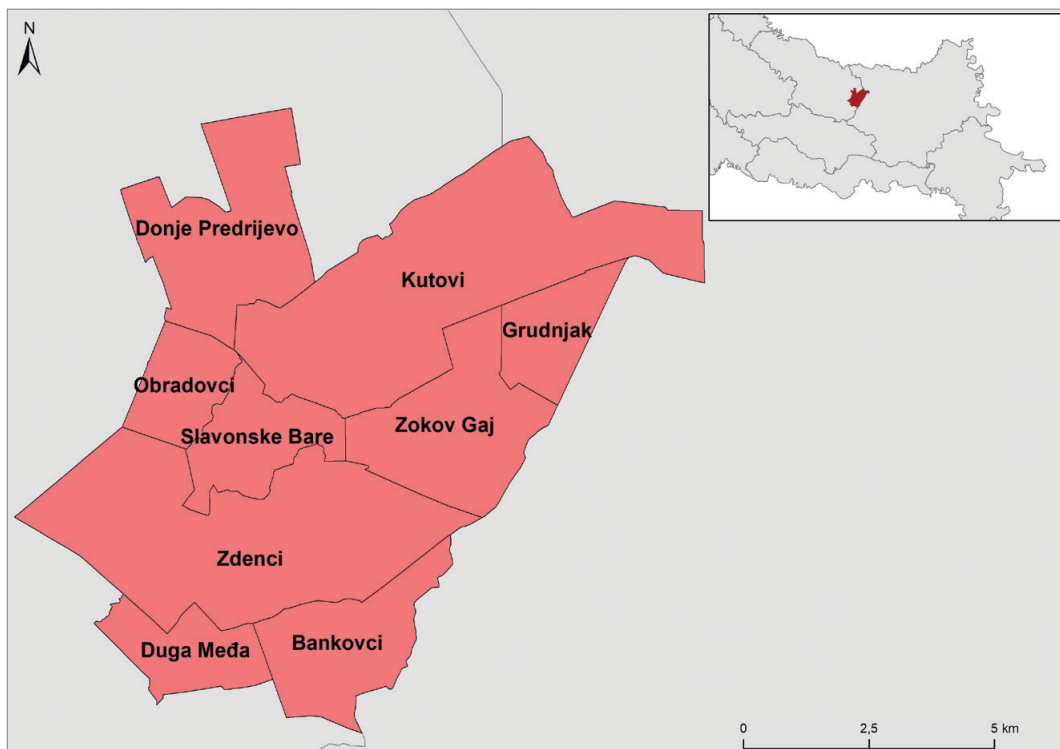 N
Donje Predrijevo
Kutovi
Grudnjak
Obradovci
Zokov Gaj
Slavonske Bare
Zdenci
Duga Međa
Bankovci
0 2,5 5 km